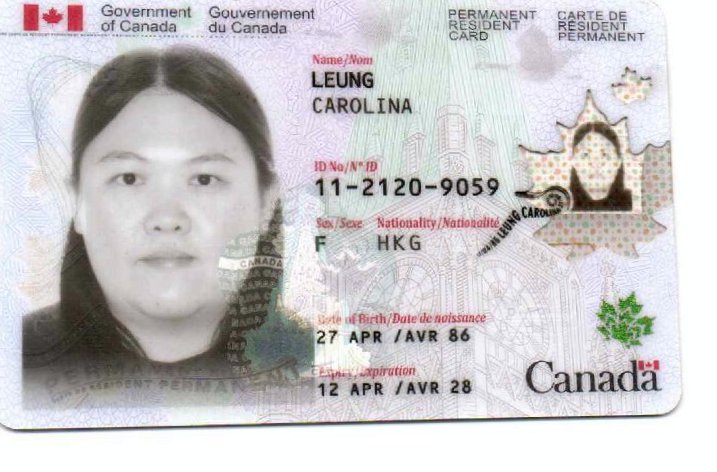 Government of Canada
Gouvernement du Canada
PERMANENT RESIDENT CARD
CARTE DE RÉSIDENT PERMANENT
Name/Nom
LEUNG
CAROLINA
ID No/Nº ID
11-2120-9059
Sex/Sexe Nationality/Nationalité
F HKG
LEUNG CAROLINA
CANADA
Date of Birth/Date de naissance
27 APR /AVR 86
Expiry/Expiration
12 APR /AVR 28
Canada